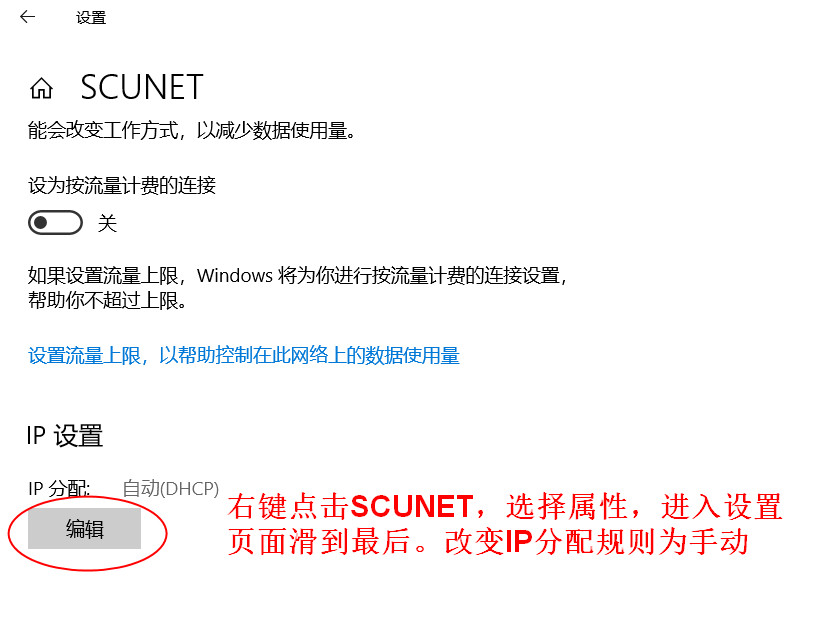 设置
SCUNET
能会改变工作方式，以减少数据使用量。
设为按流量计费的连接
关
如果设置流量上限，Windows 将为你进行按流量计费的连接设置，
帮助你不超过上限。
设置流量上限，以帮助控制在此网络上的数据使用量
IP 设置
IP 分配: 自动(DHCP)
编辑
右键点击SCUNET，选择属性，进入设置
页面滑到最后。改变IP分配规则为手动